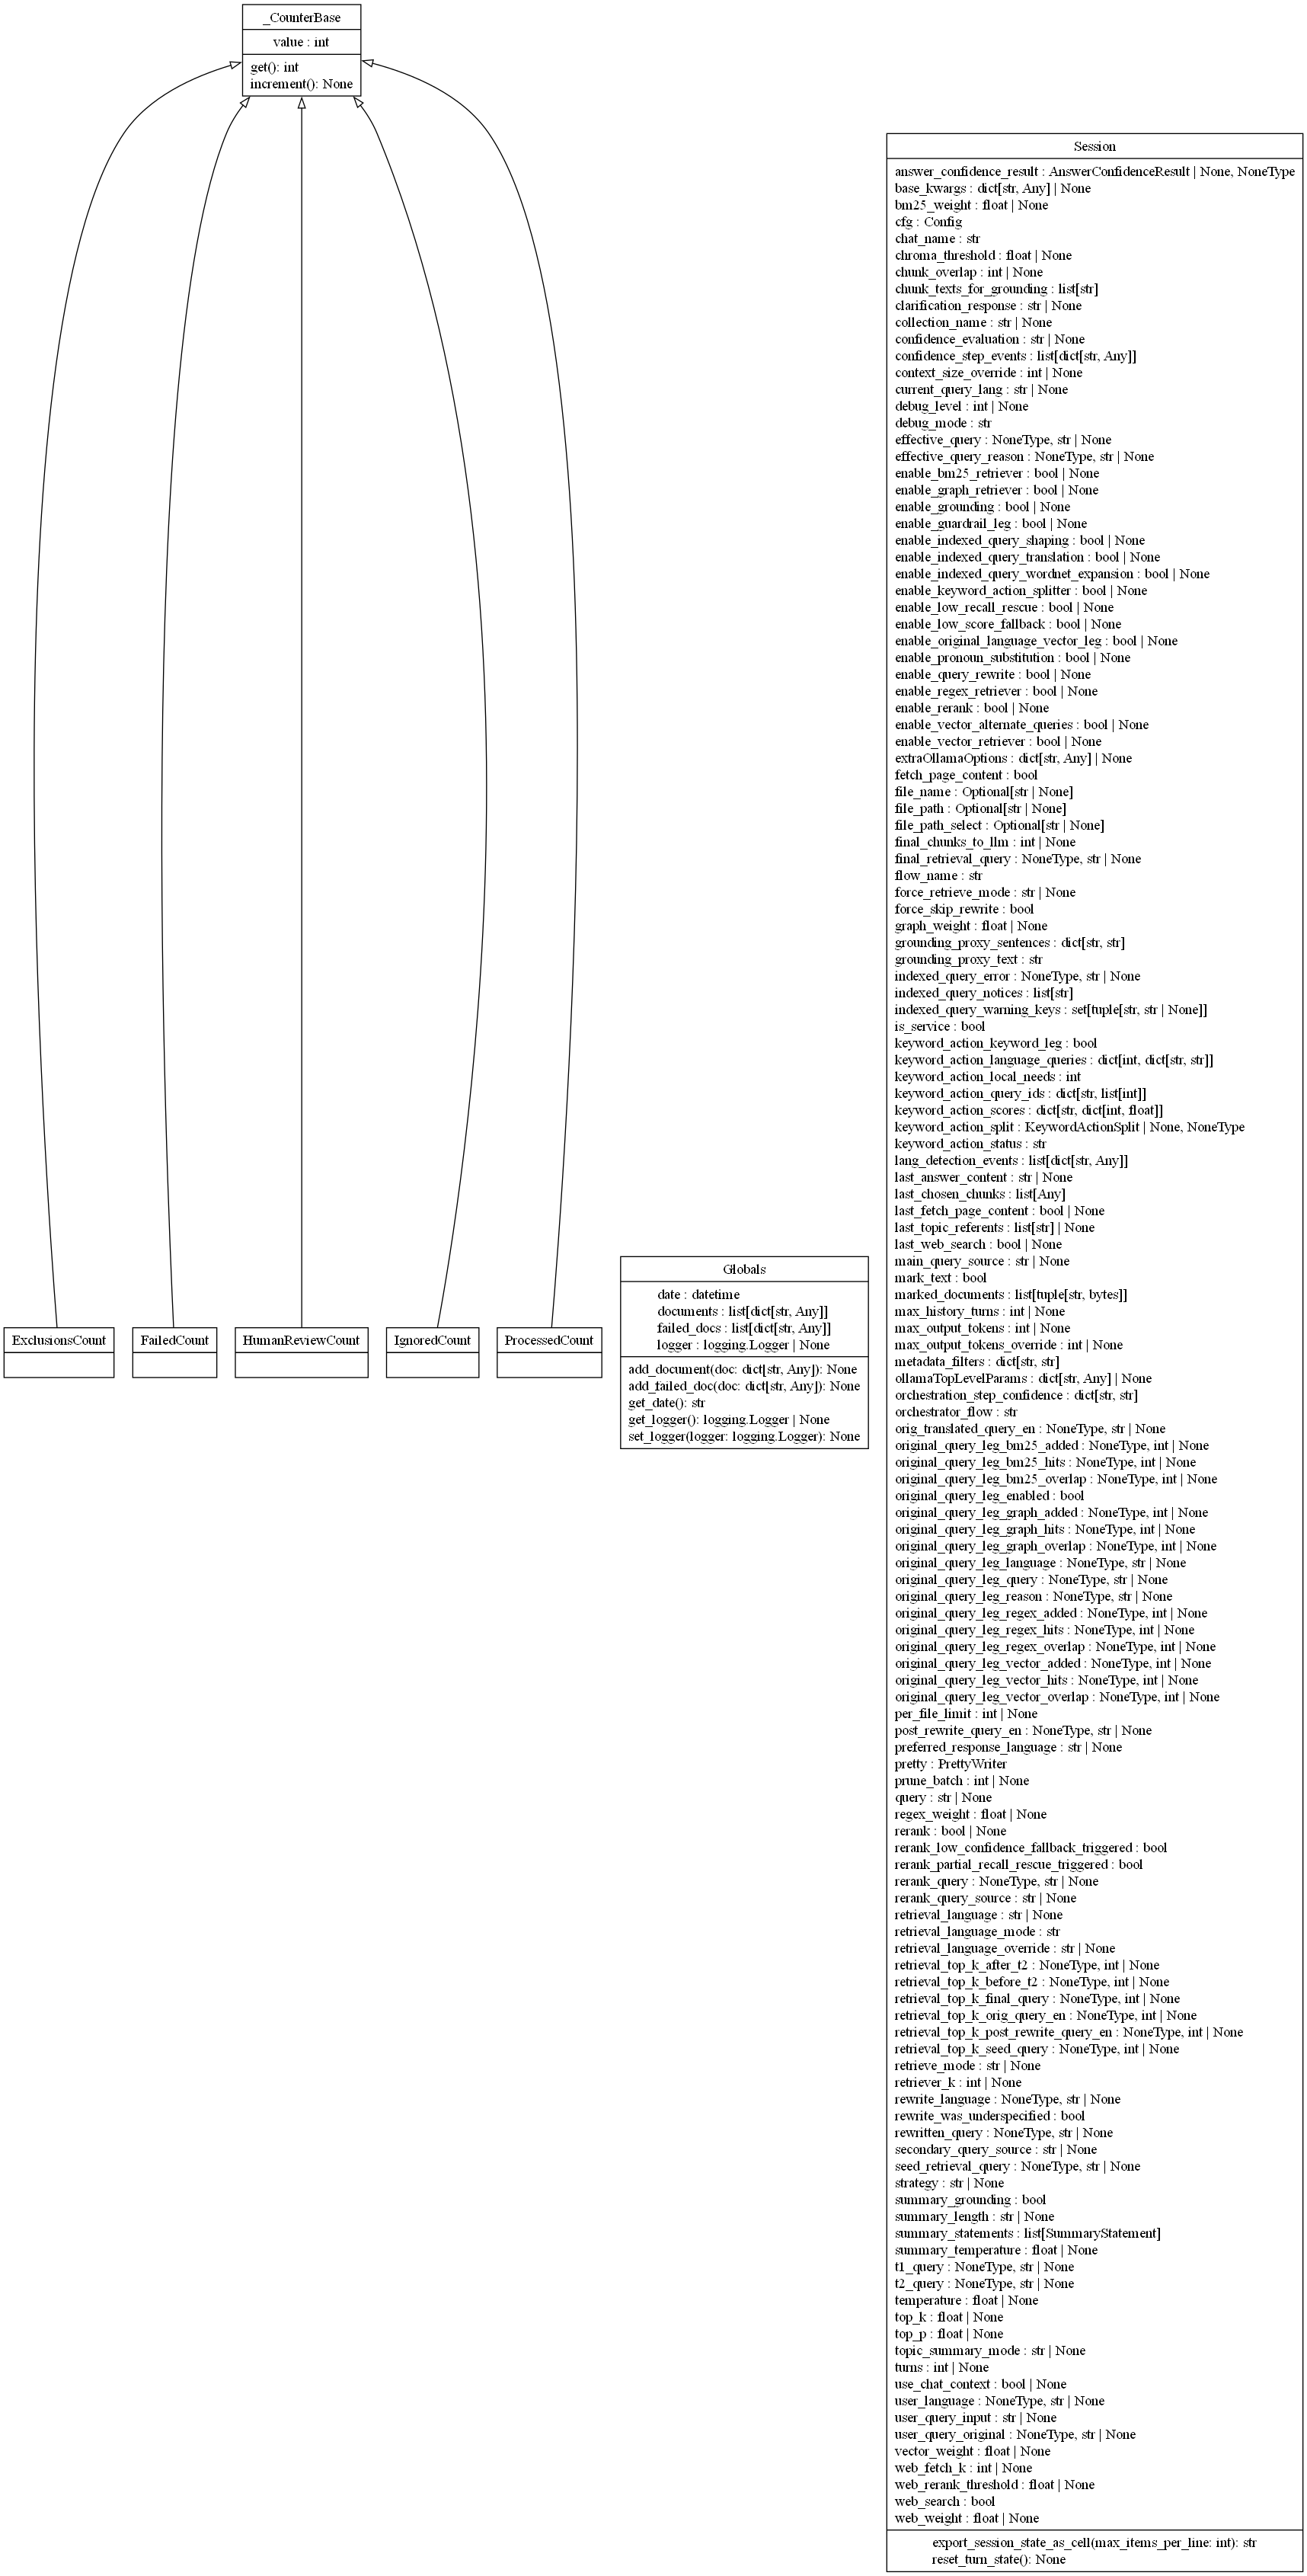 _CounterBase
value : int
get(): int
increment(): None
Session
answer_confidence_result : AnswerConfidenceResult | None, NoneType
base_kwargs : dict[str, Any] | None
bm25_weight : float | None
cfg : Config
chat_name : str
chroma_threshold : float | None
chunk_overlap : int | None
chunk_texts_for_grounding : list[str]
clarification_response : str | None
collection_name : str | None
confidence_evaluation : str | None
confidence_step_events : list[dict[str, Any]]
context_size_override : int | None
current_query_lang : str | None
debug_level : int | None
debug_mode : str
effective_query : NoneType, str | None
effective_query_reason : NoneType, str | None
enable_bm25_retriever : bool | None
enable_graph_retriever : bool | None
enable_grounding : bool | None
enable_guardrail_leg : bool | None
enable_indexed_query_shaping : bool | None
enable_indexed_query_translation : bool | None
enable_indexed_query_wordnet_expansion : bool | None
enable_keyword_action_splitter : bool | None
enable_low_recall_rescue : bool | None
enable_low_score_fallback : bool | None
enable_original_language_vector_leg : bool | None
enable_pronoun_substitution : bool | None
enable_query_rewrite : bool | None
enable_regex_retriever : bool | None
enable_rerank : bool | None
enable_vector_alternate_queries : bool | None
enable_vector_retriever : bool | None
extraOllamaOptions : dict[str, Any] | None
fetch_page_content : bool
file_name : Optional[str | None]
file_path : Optional[str | None]
file_path_select : Optional[str | None]
final_chunks_to_llm : int | None
final_retrieval_query : NoneType, str | None
flow_name : str
force_retrieve_mode : str | None
force_skip_rewrite : bool
graph_weight : float | None
grounding_proxy_sentences : dict[str, str]
grounding_proxy_text : str
indexed_query_error : NoneType, str | None
indexed_query_notices : list[str]
indexed_query_warning_keys : set[tuple[str, str | None]]
is_service : bool
keyword_action_keyword_leg : bool
keyword_action_language_queries : dict[int, dict[str, str]]
keyword_action_local_needs : int
keyword_action_query_ids : dict[str, list[int]]
keyword_action_scores : dict[str, dict[int, float]]
keyword_action_split : KeywordActionSplit | None, NoneType
keyword_action_status : str
lang_detection_events : list[dict[str, Any]]
last_answer_content : str | None
last_chosen_chunks : list[Any]
last_fetch_page_content : bool | None
last_topic_referents : list[str] | None
last_web_search : bool | None
main_query_source : str | None
mark_text : bool
marked_documents : list[tuple[str, bytes]]
max_history_turns : int | None
max_output_tokens : int | None
max_output_tokens_override : int | None
metadata_filters : dict[str, str]
ollamaTopLevelParams : dict[str, Any] | None
orchestration_step_confidence : dict[str, str]
orchestrator_flow : str
orig_translated_query_en : NoneType, str | None
original_query_leg_bm25_added : NoneType, int | None
original_query_leg_bm25_hits : NoneType, int | None
original_query_leg_bm25_overlap : NoneType, int | None
original_query_leg_enabled : bool
original_query_leg_graph_added : NoneType, int | None
original_query_leg_graph_hits : NoneType, int | None
original_query_leg_graph_overlap : NoneType, int | None
original_query_leg_language : NoneType, str | None
original_query_leg_query : NoneType, str | None
original_query_leg_reason : NoneType, str | None
original_query_leg_regex_added : NoneType, int | None
original_query_leg_regex_hits : NoneType, int | None
original_query_leg_regex_overlap : NoneType, int | None
original_query_leg_vector_added : NoneType, int | None
original_query_leg_vector_hits : NoneType, int | None
original_query_leg_vector_overlap : NoneType, int | None
per_file_limit : int | None
post_rewrite_query_en : NoneType, str | None
preferred_response_language : str | None
pretty : PrettyWriter
prune_batch : int | None
query : str | None
regex_weight : float | None
rerank : bool | None
rerank_low_confidence_fallback_triggered : bool
rerank_partial_recall_rescue_triggered : bool
rerank_query : NoneType, str | None
rerank_query_source : str | None
retrieval_language : str | None
retrieval_language_mode : str
retrieval_language_override : str | None
retrieval_top_k_after_t2 : NoneType, int | None
retrieval_top_k_before_t2 : NoneType, int | None
retrieval_top_k_final_query : NoneType, int | None
retrieval_top_k_orig_query_en : NoneType, int | None
retrieval_top_k_post_rewrite_query_en : NoneType, int | None
retrieval_top_k_seed_query : NoneType, int | None
retrieve_mode : str | None
retriever_k : int | None
rewrite_language : NoneType, str | None
rewrite_was_underspecified : bool
rewritten_query : NoneType, str | None
secondary_query_source : str | None
seed_retrieval_query : NoneType, str | None
strategy : str | None
summary_grounding : bool
summary_length : str | None
summary_statements : list[SummaryStatement]
summary_temperature : float | None
t1_query : NoneType, str | None
t2_query : NoneType, str | None
temperature : float | None
top_k : float | None
top_p : float | None
topic_summary_mode : str | None
turns : int | None
use_chat_context : bool | None
user_language : NoneType, str | None
user_query_input : str | None
user_query_original : NoneType, str | None
vector_weight : float | None
web_fetch_k : int | None
web_rerank_threshold : float | None
web_search : bool
web_weight : float | None
export_session_state_as_cell(max_items_per_line: int): str
reset_turn_state(): None
Globals
date : datetime
documents : list[dict[str, Any]]
failed_docs : list[dict[str, Any]]
logger : logging.Logger | None
add_document(doc: dict[str, Any]): None
add_failed_doc(doc: dict[str, Any]): None
get_date(): str
get_logger(): logging.Logger | None
set_logger(logger: logging.Logger): None
ExclusionsCount
FailedCount
HumanReviewCount
IgnoredCount
ProcessedCount